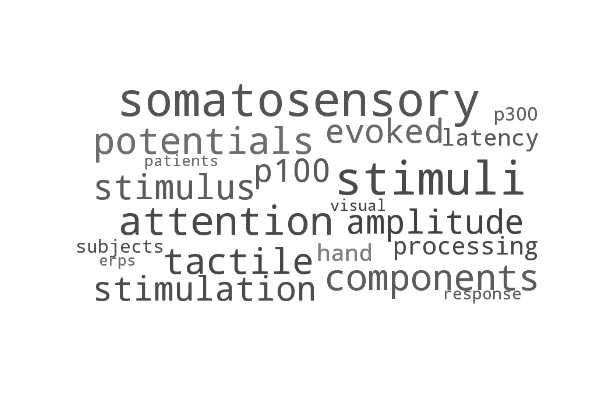 somatosensory
p300
potentials evoked latency
patients
stimulus p100 stimuli
visual
attention amplitude
subjects tactile hand processing
erps
stimulation components
response